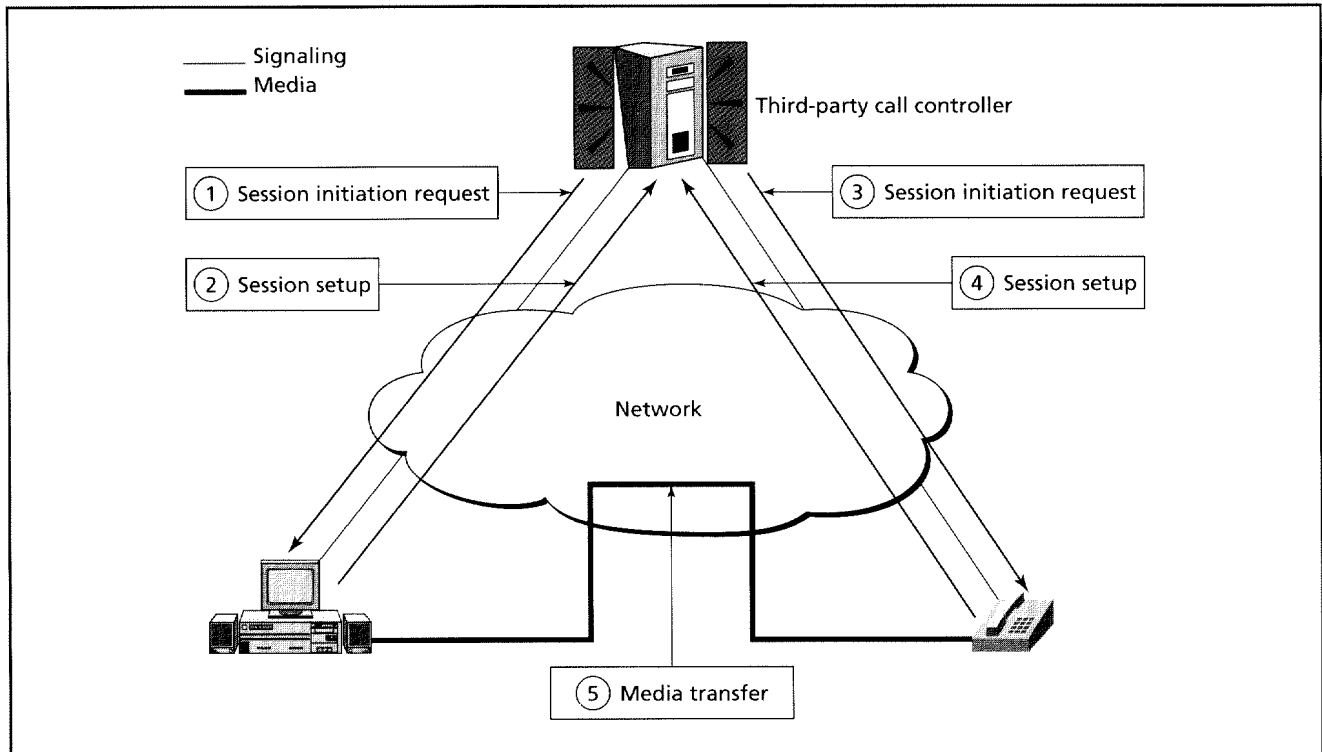 Signaling
Media
Third-party call controller
1 Session initiation request
3 Session initiation request
2 Session setup
4 Session setup
Network
5 Media transfer